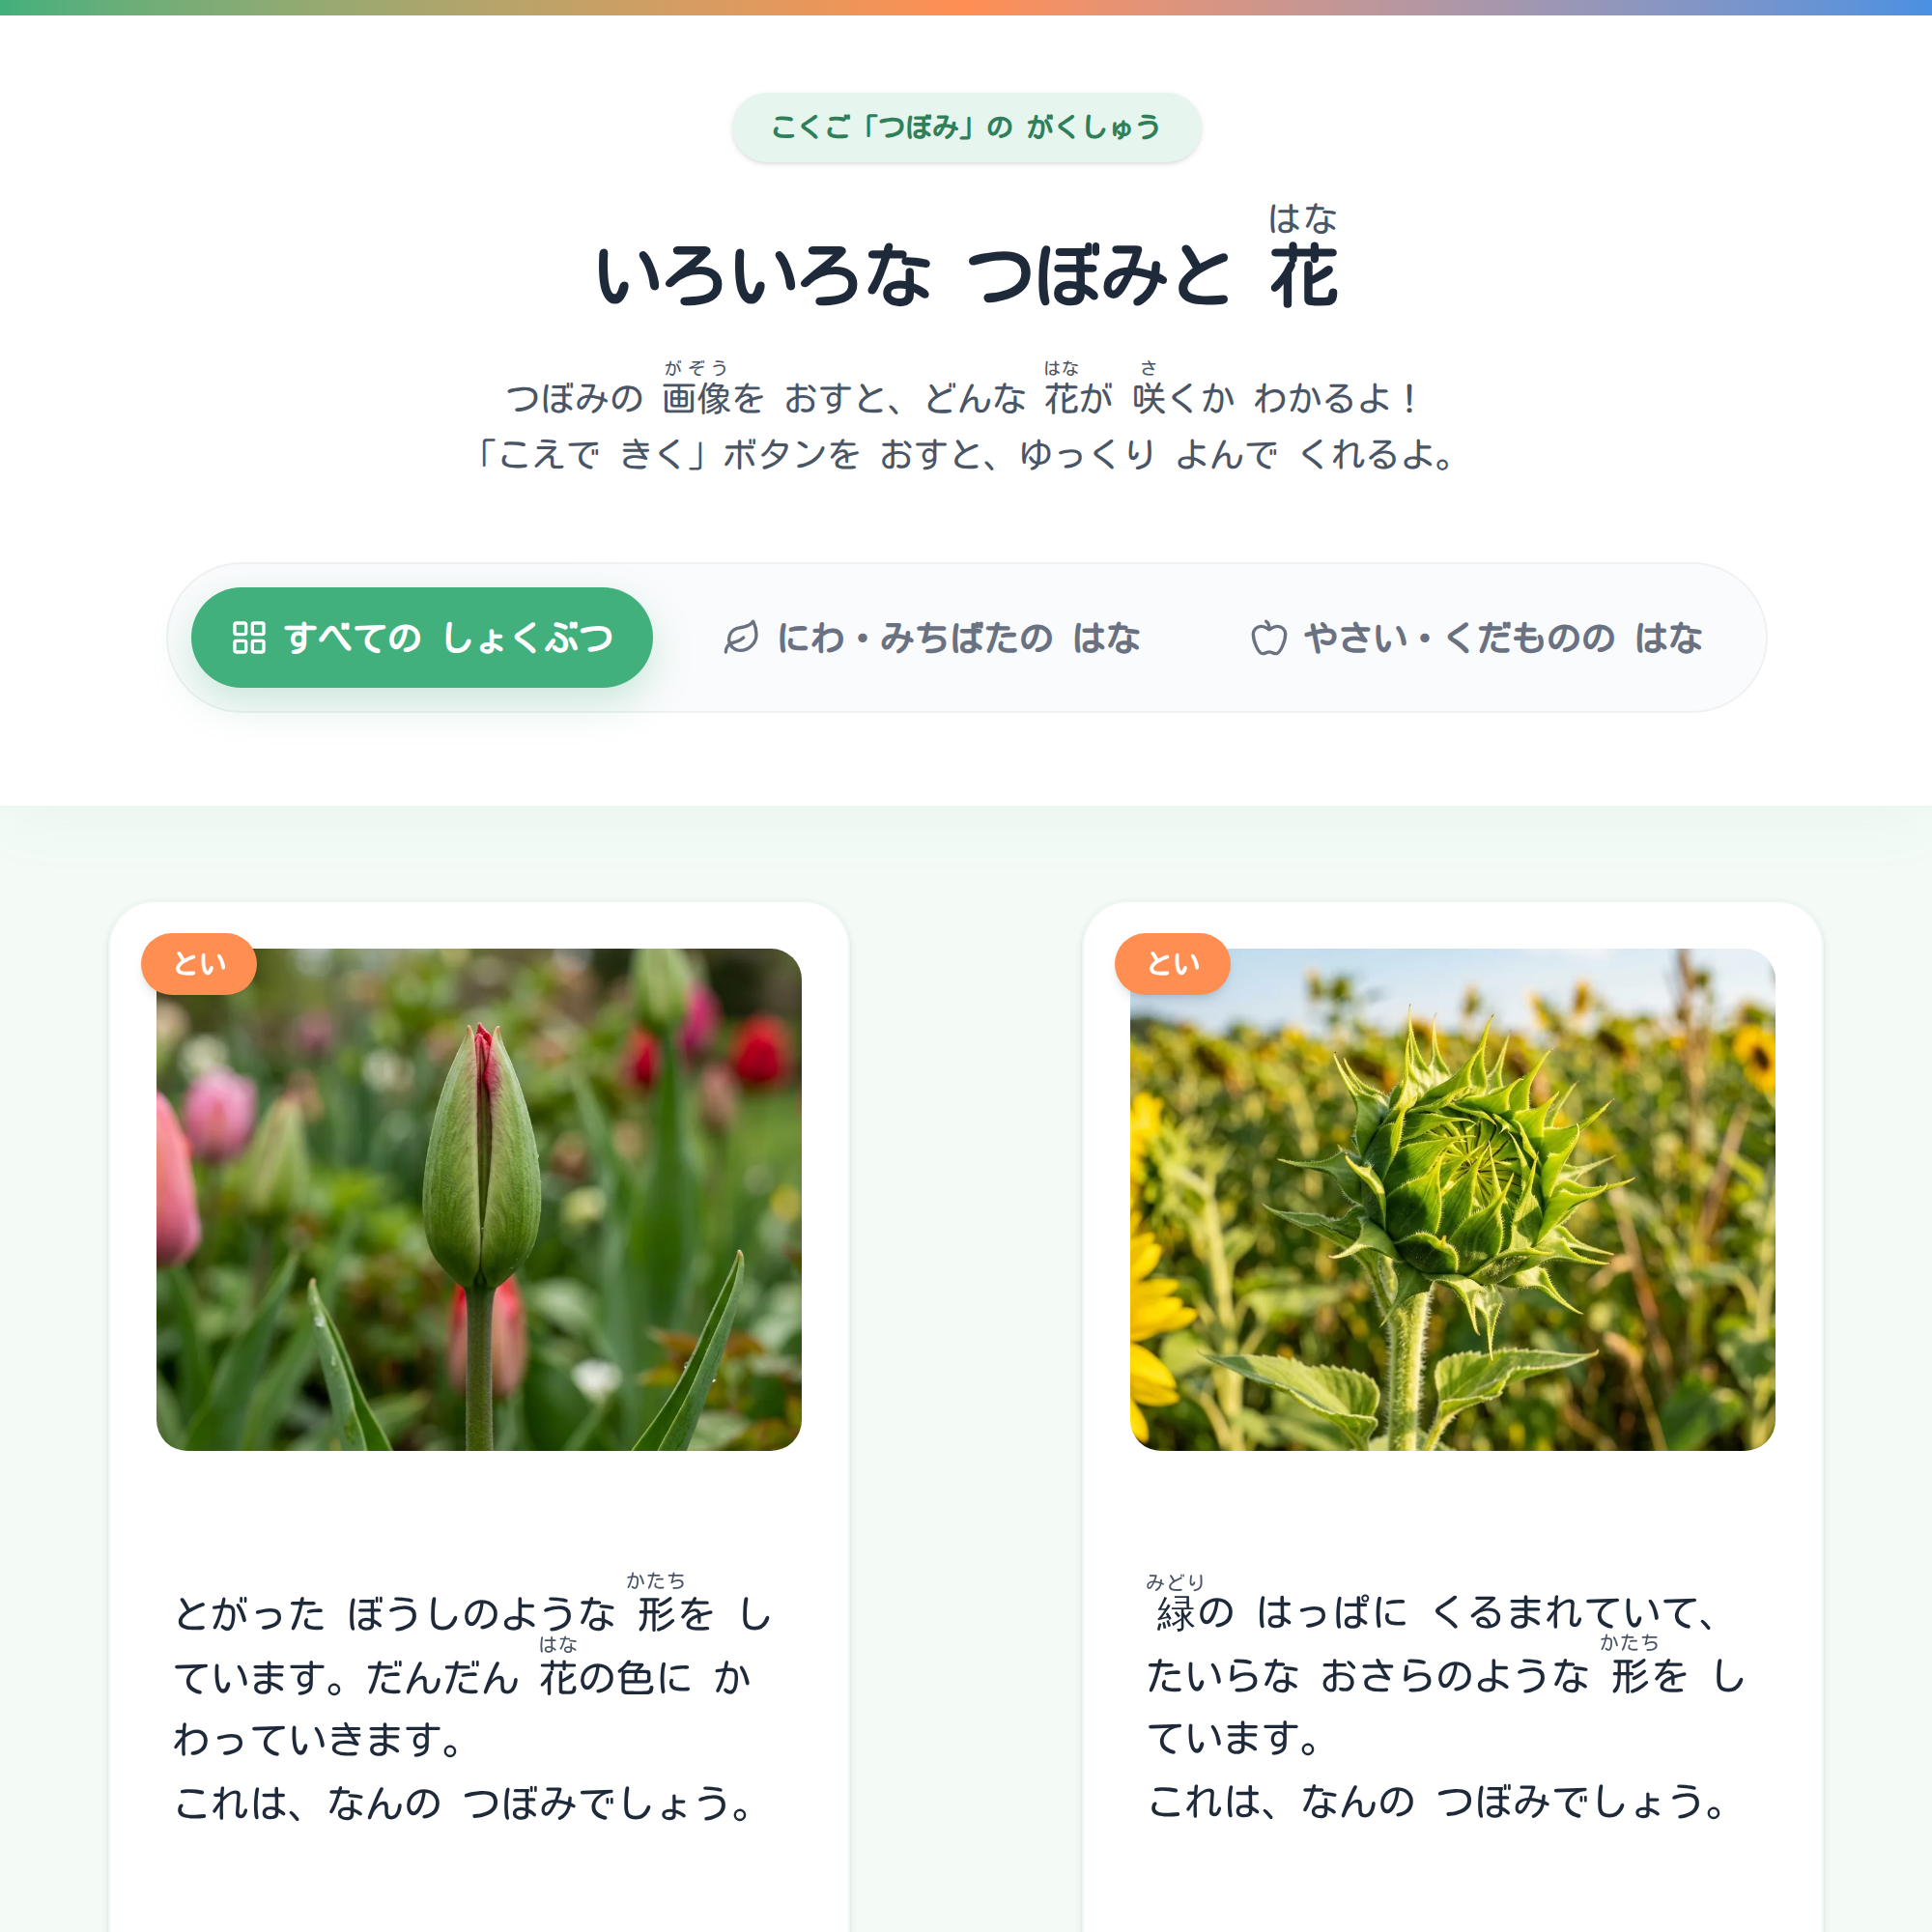 こくご「つぼみ」の がくしゅう
はな
いろいろな つぼみと 花
がぞう はな さ
つぼみの 画像を おすと、どんな 花が 咲くか わかるよ！
「こえで きく」ボタンを おすと、ゆっくり よんで くれるよ。
すべての しょくぶつ
にわ・みちばたの はな
やさい・くだものの はな
とい
かたち
とがった ぼうしのような 形を し
はな
ています。だんだん 花の色に か
わっていきます。
これは、なんの つぼみでしょう。
とい
みどり
緑の はっぱに くるまれていて、
かたち
たいらな おさらのような 形を し
ています。
これは、なんの つぼみでしょう。